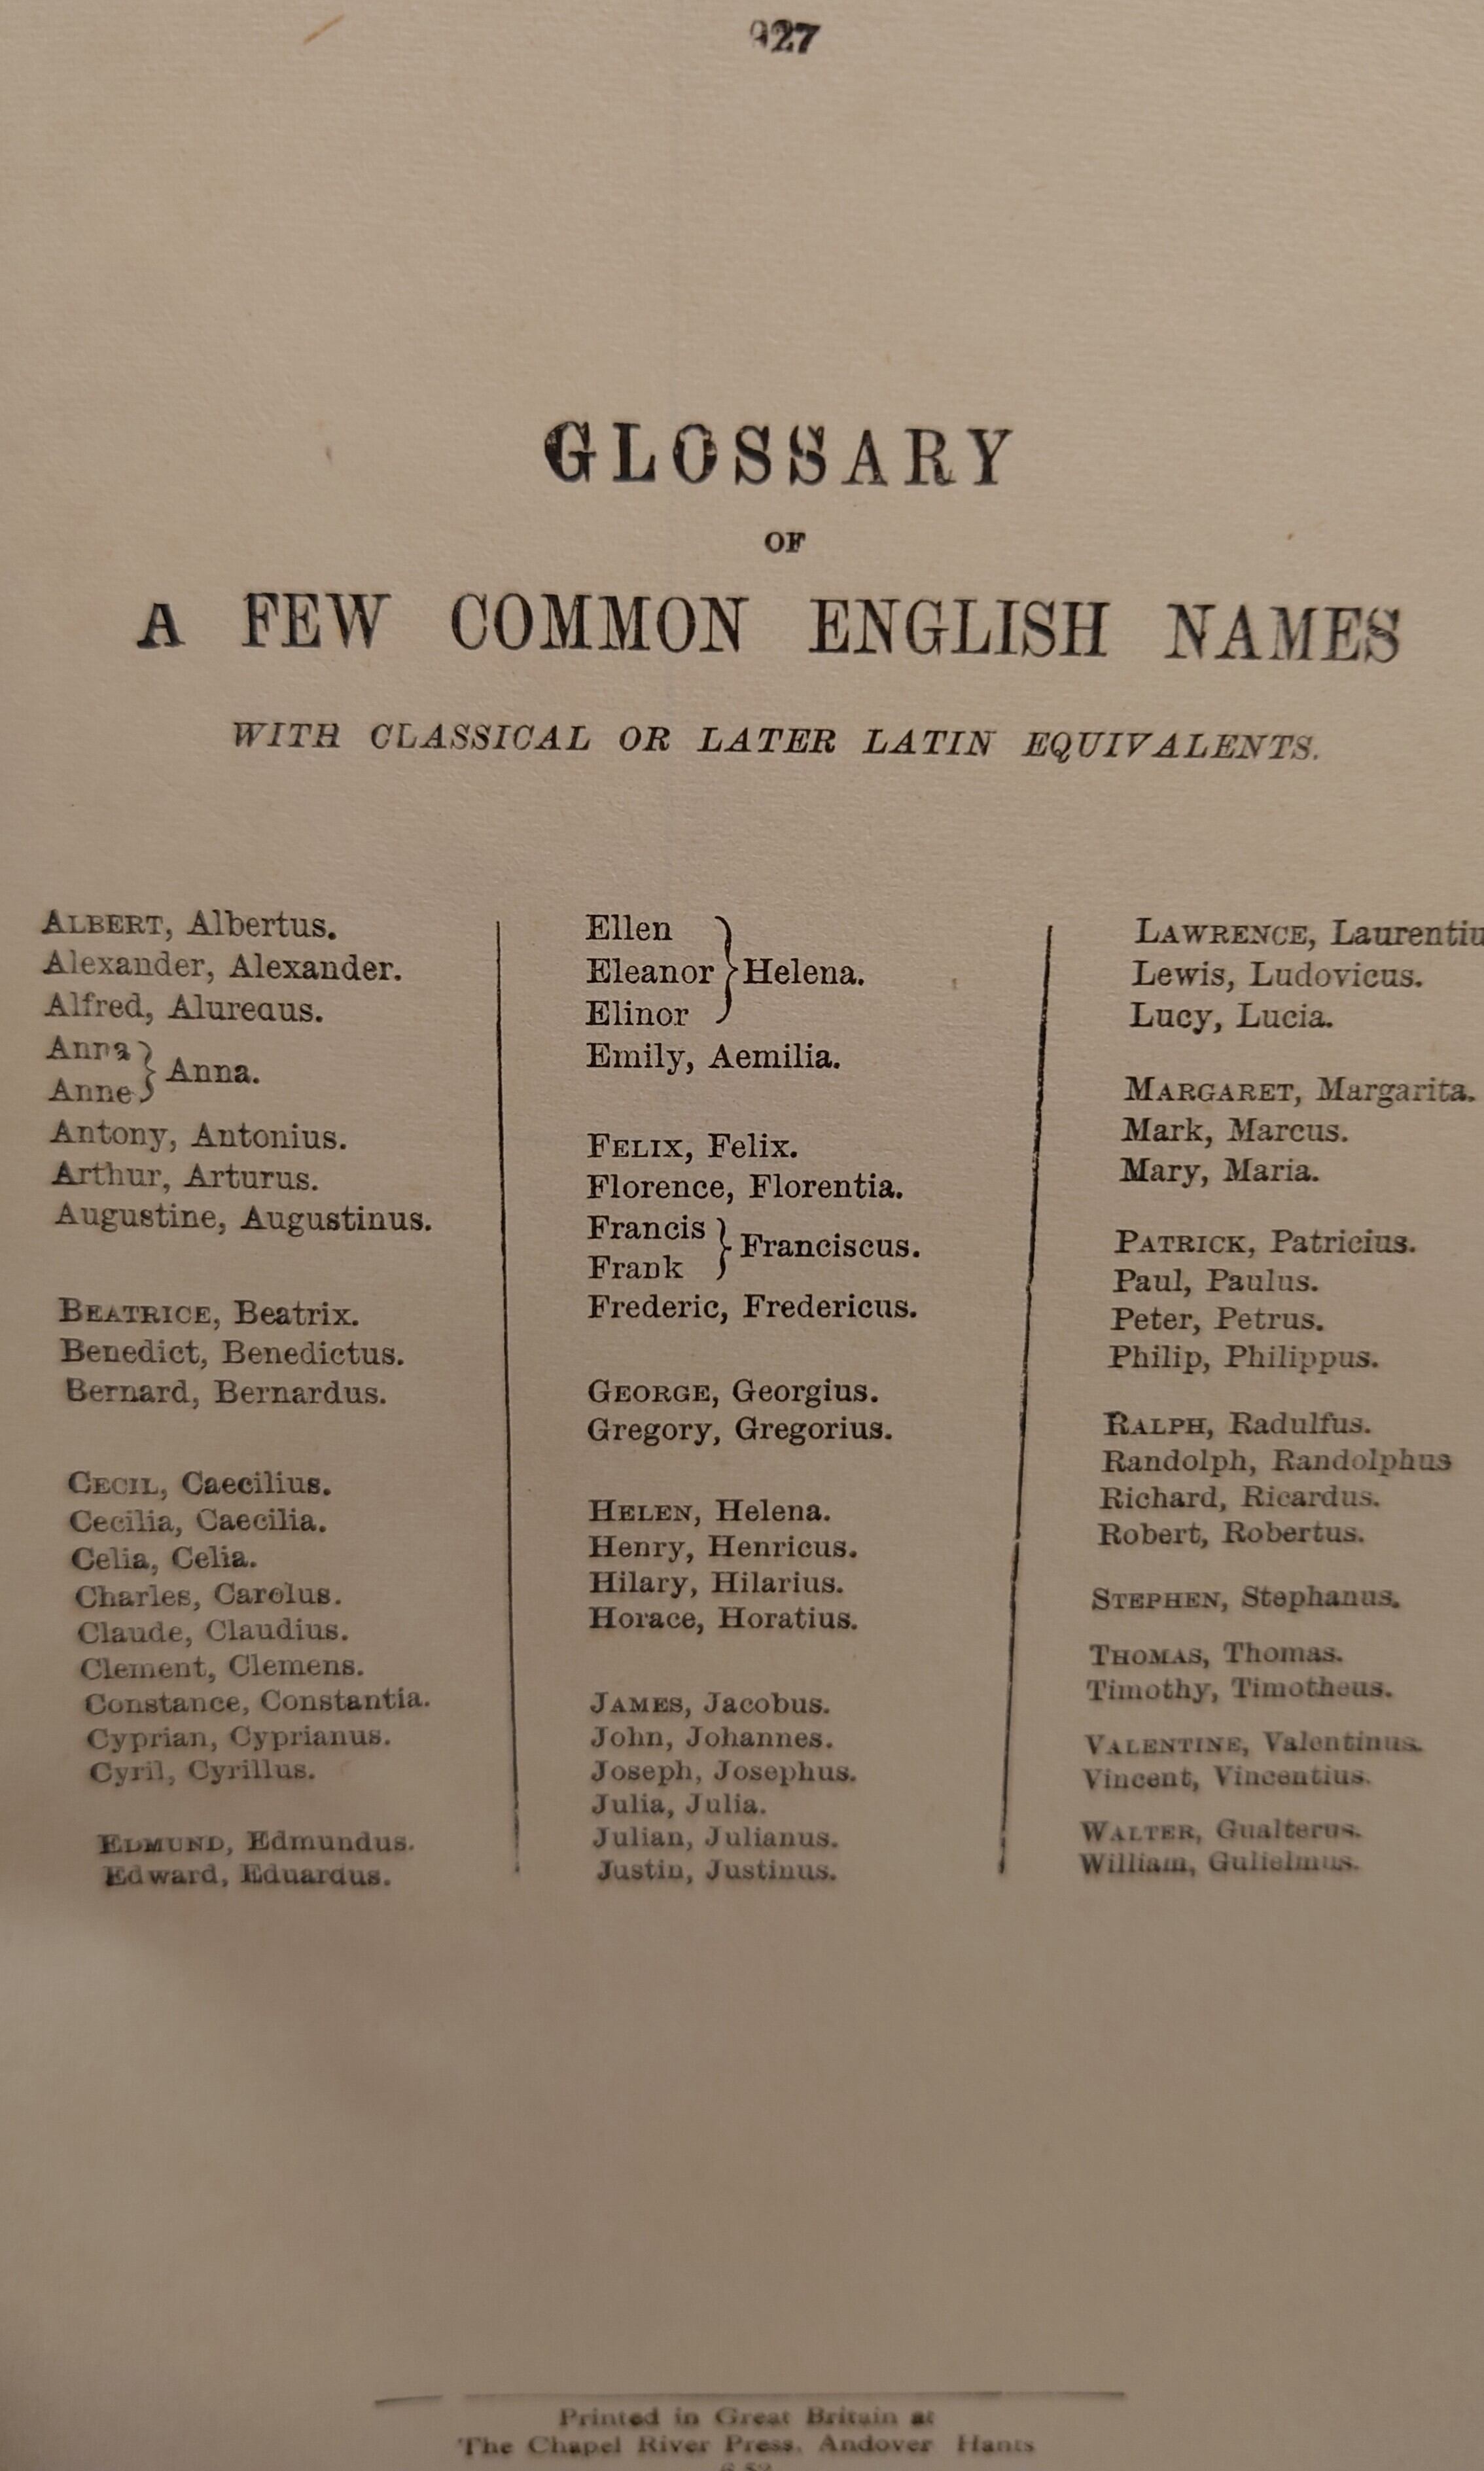 927
GLOSSARY
OF
A FEW COMMON ENGLISH NAMES
WITH CLASSICAL OR LATER LATIN EQUIVALENTS.
ALBERT, Albertus.
Alexander, Alexander.
Alfred, Aluredus.
Anna
Anne } Anna.
Antony, Antonius.
Arthur, Arturus.
Augustine, Augustinus.
BEATRICE, Beatrix.
Benedict, Benedictus.
Bernard, Bernardus.
CECIL, Caecilius.
Cecilia, Caecilia.
Celia, Celia.
Charles, Carolus.
Claude, Claudius.
Clement, Clemens.
Constance, Constantia.
Cyprian, Cyprianus.
Cyril, Cyrillus.
EDMUND, Edmundus.
Edward, Eduardus.
Ellen
Eleanor } Helena.
Elinor
Emily, Aemilia.
FELIX, Felix.
Florence, Florentia.
Francis
Frank } Franciscus.
Frederic, Fredericus.
GEORGE, Georgius.
Gregory, Gregorius.
HELEN, Helena.
Henry, Henricus.
Hilary, Hilarius.
Horace, Horatius.
JAMES, Jacobus.
John, Johannes.
Joseph, Josephus.
Julia, Julia.
Julian, Julianus.
Justin, Justinus.
LAWRENCE, Laurentiu
Lewis, Ludovicus.
Lucy, Lucia.
MARGARET, Margarita.
Mark, Marcus.
Mary, Maria.
PATRICK, Patricius.
Paul, Paulus.
Peter, Petrus.
Philip, Philippus.
RALPH, Radulfus.
Randolph, Randolphus
Richard, Ricardus.
Robert, Robertus.
STEPHEN, Stephanus.
THOMAS, Thomas.
Timothy, Timotheus.
VALENTINE, Valentinus.
Vincent, Vincentius.
WALTER, Gualterus.
William, Gulielmus.
Printed in Great Britain at
The Chapel River Press, Andover Hants